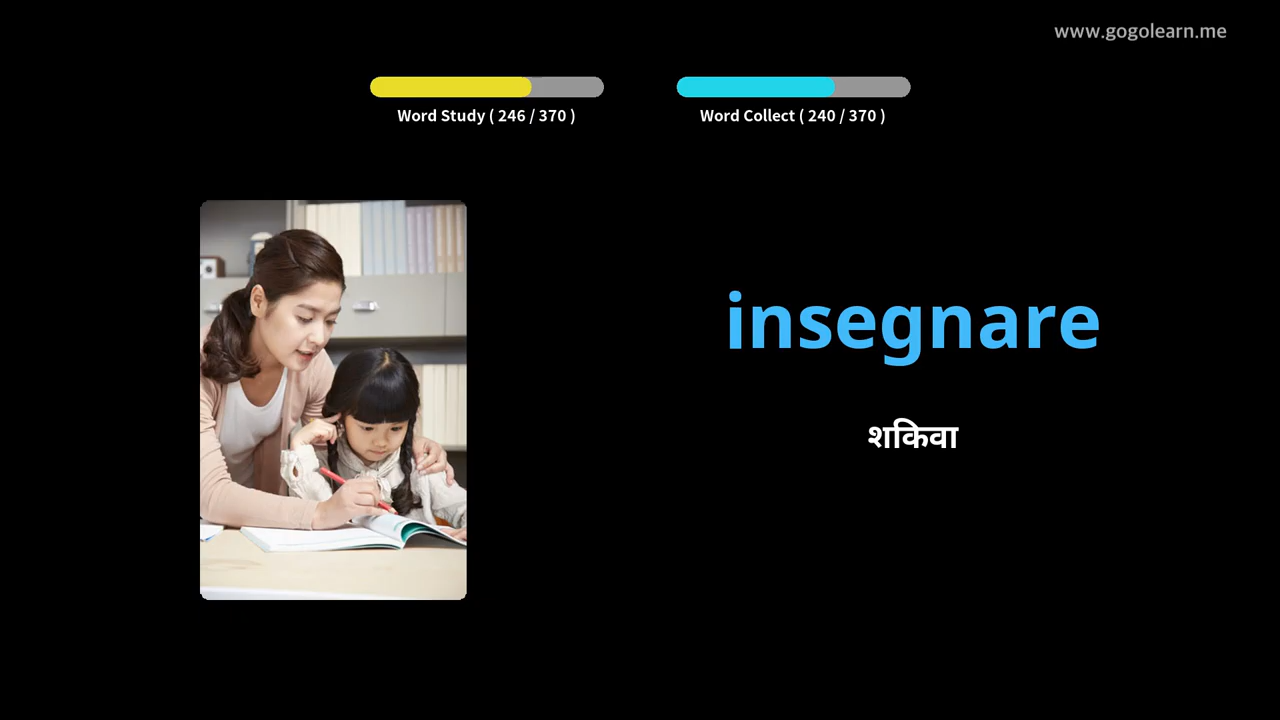 www.gogolearn.me
Word Study ( 246 / 370 )
Word Collect ( 240 / 370 )
insegnare
शकिवा